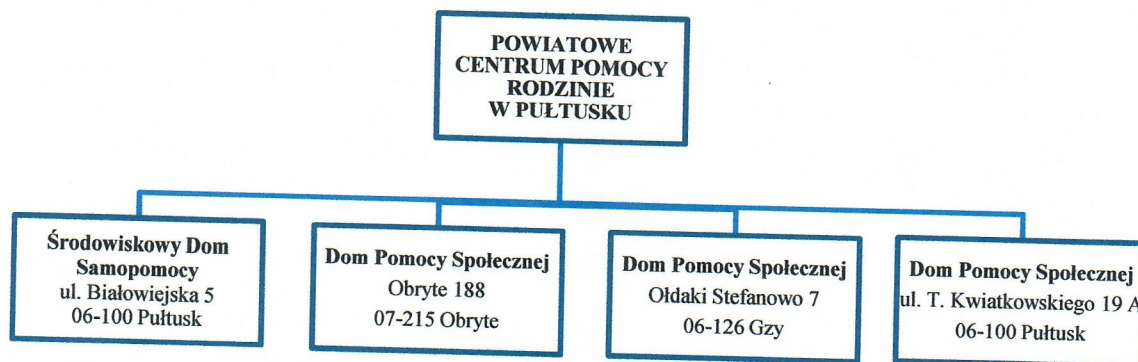 POWIATOWE
CENTRUM POMOCY
RODZINIE
W PUŁTUSKU
Środowiskowy Dom
Samopomocy
ul. Białowiejska 5
06-100 Pułtusk
Dom Pomocy Społecznej
Obryte 188
07-215 Obryte
Dom Pomocy Społecznej
Ołdaki Stefanowo 7
06-126 Gzy
Dom Pomocy Społecznej
ul. T. Kwiatkowskiego 19 A
06-100 Pułtusk